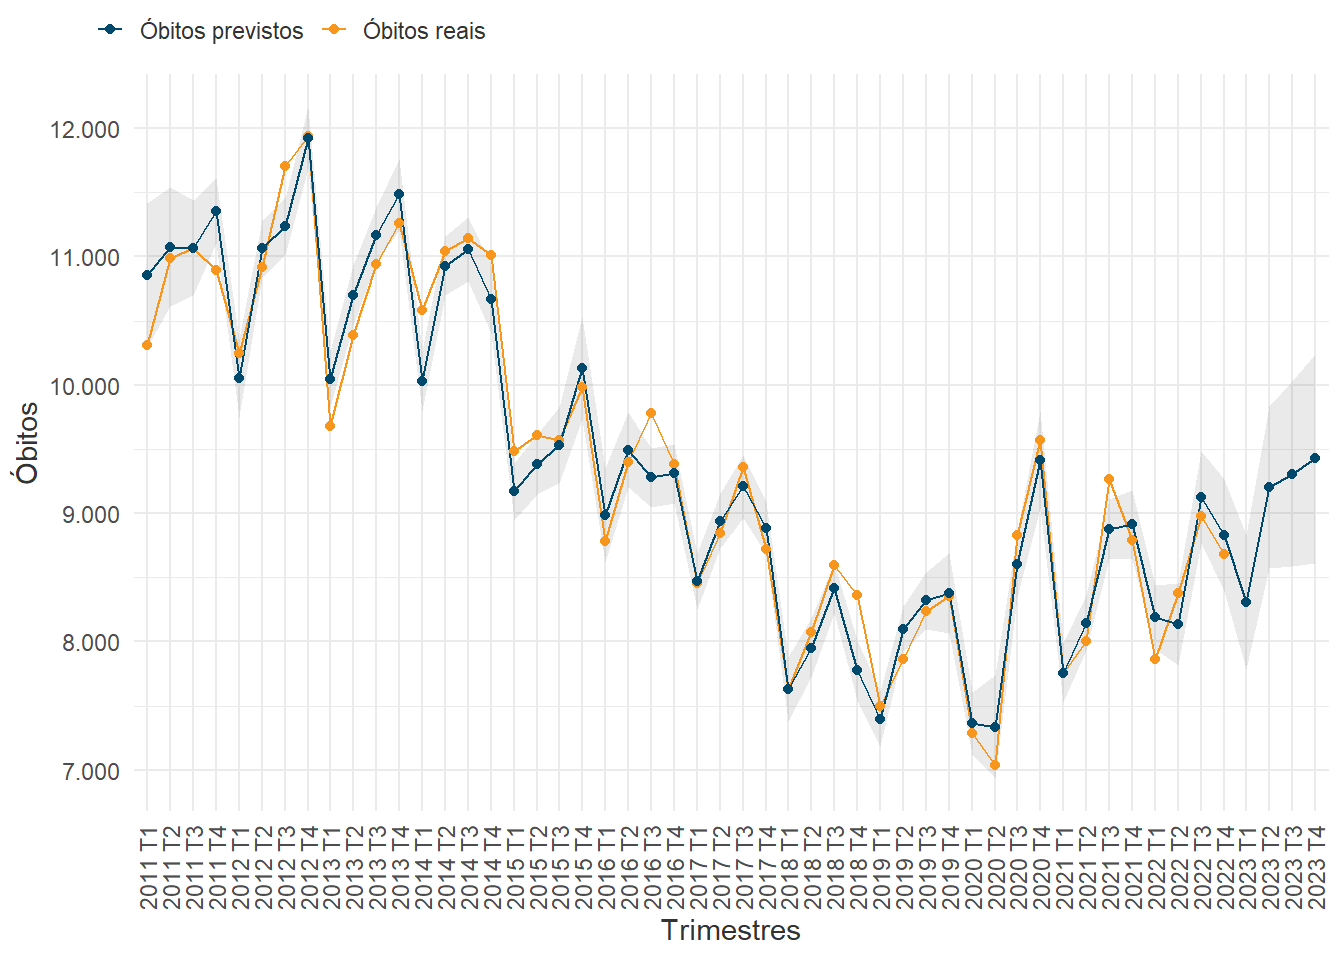 Óbitos previstos Óbitos reais
12.000
11.000
10.000
9.000
8.000
7.000
Óbitos
2011 T1
2011 T2
2011 T3
2011 T4
2012 T1
2012 T2
2012 T3
2012 T4
2013 T1
2013 T2
2013 T3
2013 T4
2014 T1
2014 T2
2014 T3
2014 T4
2015 T1
2015 T2
2015 T3
2015 T4
2016 T1
2016 T2
2016 T3
2016 T4
2017 T1
2017 T2
2017 T3
2017 T4
2018 T1
2018 T2
2018 T3
2018 T4
2019 T1
2019 T2
2019 T3
2019 T4
2020 T1
2020 T2
2020 T3
2020 T4
2021 T1
2021 T2
2021 T3
2021 T4
2022 T1
2022 T2
2022 T3
2022 T4
2023 T1
2023 T2
2023 T3
2023 T4
Trimestres